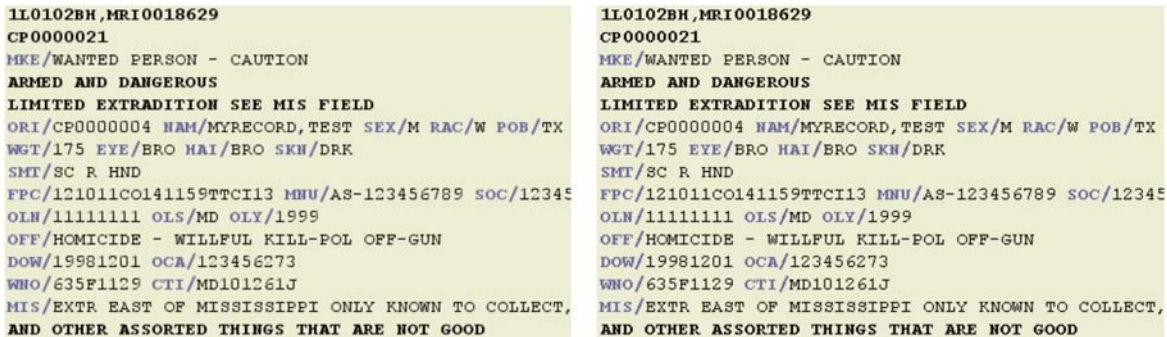 1L0102BH,MRI0018629
CP0000021
MKE/WANTED PERSON - CAUTION
ARMED AND DANGEROUS
LIMITED EXTRADITION SEE MIS FIELD
ORI/CP0000004 NAM/MYRECORD,TEST SEX/M RAC/W POB/TX
WGT/175 EYE/BRO HAI/BRO SKN/DRK
SMT/SC R HND
FPC/121011CO141159TTCI13 MNU/AS-123456789 SOC/12345
OLN/11111111 OLS/MD OLY/1999
OFF/HOMICIDE - WILLFUL KILL-POL OFF-GUN
DOW/19981201 OCA/123456273
WNO/635F1129 CTI/MD101261J
MIS/EXTR EAST OF MISSISSIPPI ONLY KNOWN TO COLLECT,
AND OTHER ASSORTED THINGS THAT ARE NOT GOOD
1L0102BH,MRI0018629
CP0000021
MKE/WANTED PERSON - CAUTION
ARMED AND DANGEROUS
LIMITED EXTRADITION SEE MIS FIELD
ORI/CP0000004 NAM/MYRECORD,TEST SEX/M RAC/W POB/TX
WGT/175 EYE/BRO HAI/BRO SKN/DRK
SMT/SC R HND
FPC/121011CO141159TTCI13 MNU/AS-123456789 SOC/12345
OLN/11111111 OLS/MD OLY/1999
OFF/HOMICIDE - WILLFUL KILL-POL OFF-GUN
DOW/19981201 OCA/123456273
WNO/635F1129 CTI/MD101261J
MIS/EXTR EAST OF MISSISSIPPI ONLY KNOWN TO COLLECT,
AND OTHER ASSORTED THINGS THAT ARE NOT GOOD